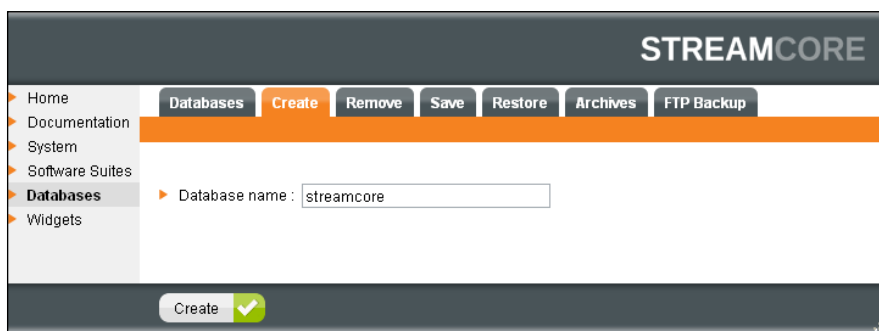 STREAMCORE
Home
Documentation
System
Software Suites
Databases
Widgets
Databases Create Remove Save Restore Archives FTP Backup
Database name : streamcore
Create